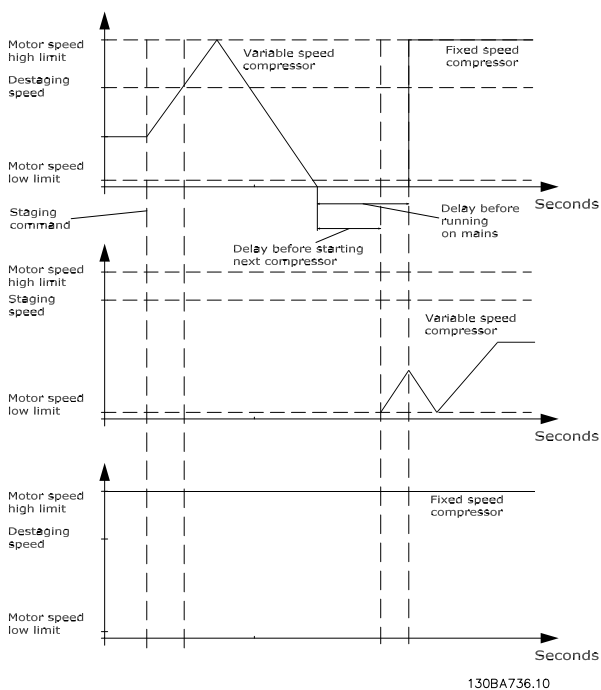 Motor speed
high limit
Variable speed
compressor
Fixed speed
compressor
Destaging
speed
Motor speed
low limit
Seconds
Staging
command
Delay before
running
on mains
Delay before starting
next compressor
Motor speed
high limit
Staging
speed
Variable speed
compressor
Motor speed
low limit
Seconds
Motor speed
high limit
Fixed speed
compressor
Destaging
speed
Motor speed
low limit
Seconds
130BA736.10